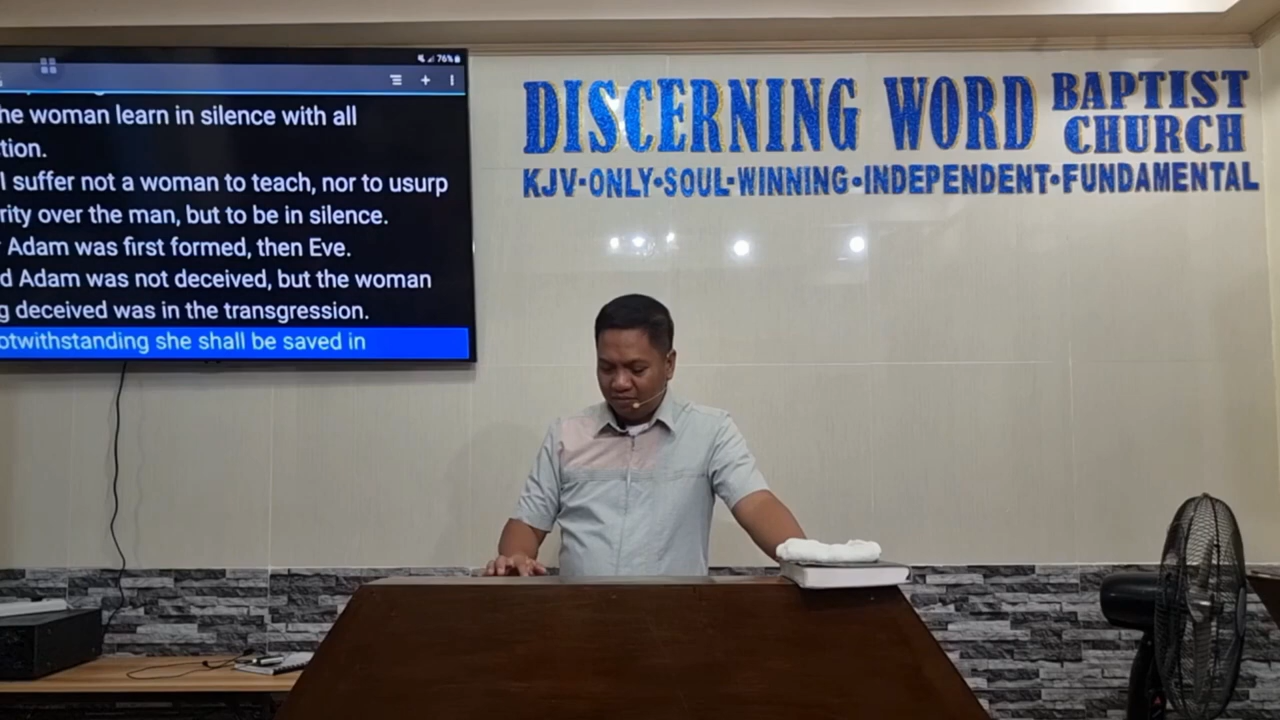 76%
he woman learn in silence with all
tion.
I suffer not a woman to teach, nor to usurp
rity over the man, but to be in silence.
Adam was first formed, then Eve.
d Adam was not deceived, but the woman
g deceived was in the transgression.
otwithstanding she shall be saved in
DISCERNING WORD BAPTIST CHURCH
KJV-ONLY•SOUL-WINNING•INDEPENDENT•FUNDAMENTAL